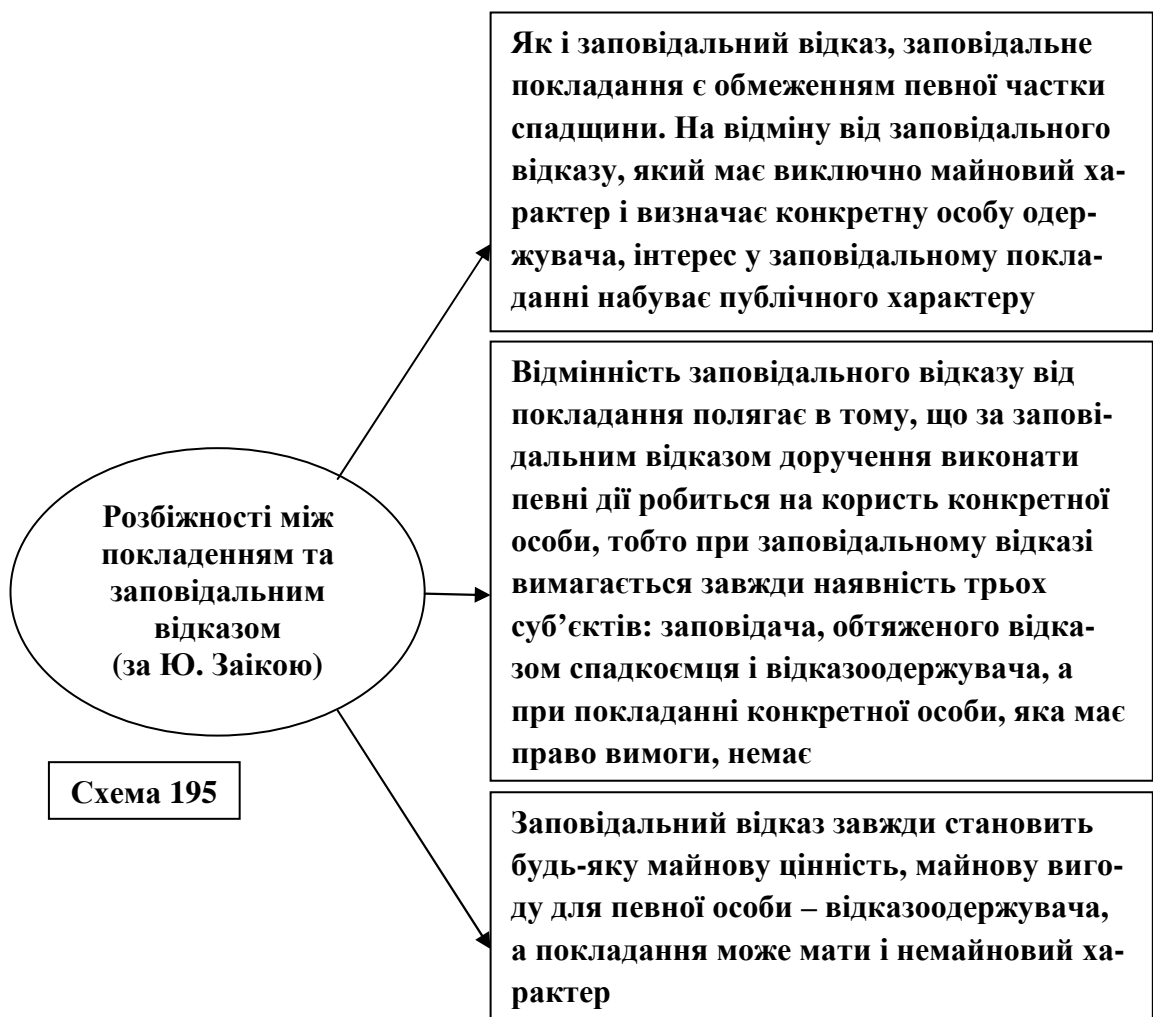 Як і заповідальний відказ, заповідальне
покладання є обмеженням певної частки
спадщини. На відміну від заповідального
відказу, який має виключно майновий ха-
рактер і визначає конкретну особу одер-
жувача, інтерес у заповідальному покла-
данні набуває публічного характеру
Відмінність заповідального відказу від
покладання полягає в тому, що за запові-
дальним відказом доручення виконати
певні дії робиться на користь конкретної
особи, тобто при заповідальному відказі
вимагається завжди наявність трьох
суб’єктів: заповідача, обтяженого відка-
зом спадкоємця і відказоодержувача, а
при покладанні конкретної особи, яка має
право вимоги, немає
Розбіжності між
покладенням та
заповідальним
відказом
(за Ю. Заікою)
Схема 195
Заповідальний відказ завжди становить
будь-яку майнову цінність, майнову виго-
ду для певної особи – відказоодержувача,
а покладання може мати і немайновий ха-
рактер